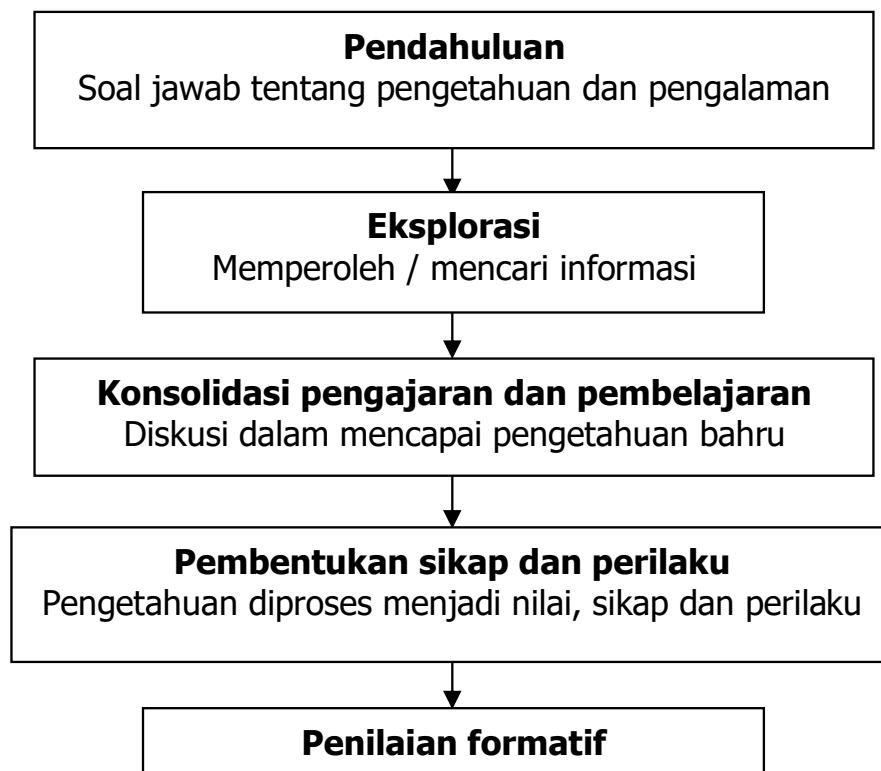 Pendahuluan
Soal jawab tentang pengetahuan dan pengalaman
Eksplorasi
Memperoleh / mencari informasi
Konsolidasi pengajaran dan pembelajaran
Diskusi dalam mencapai pengetahuan bahru
Pembentukan sikap dan perilaku
Pengetahuan diproses menjadi nilai, sikap dan perilaku
Penilaian formatif